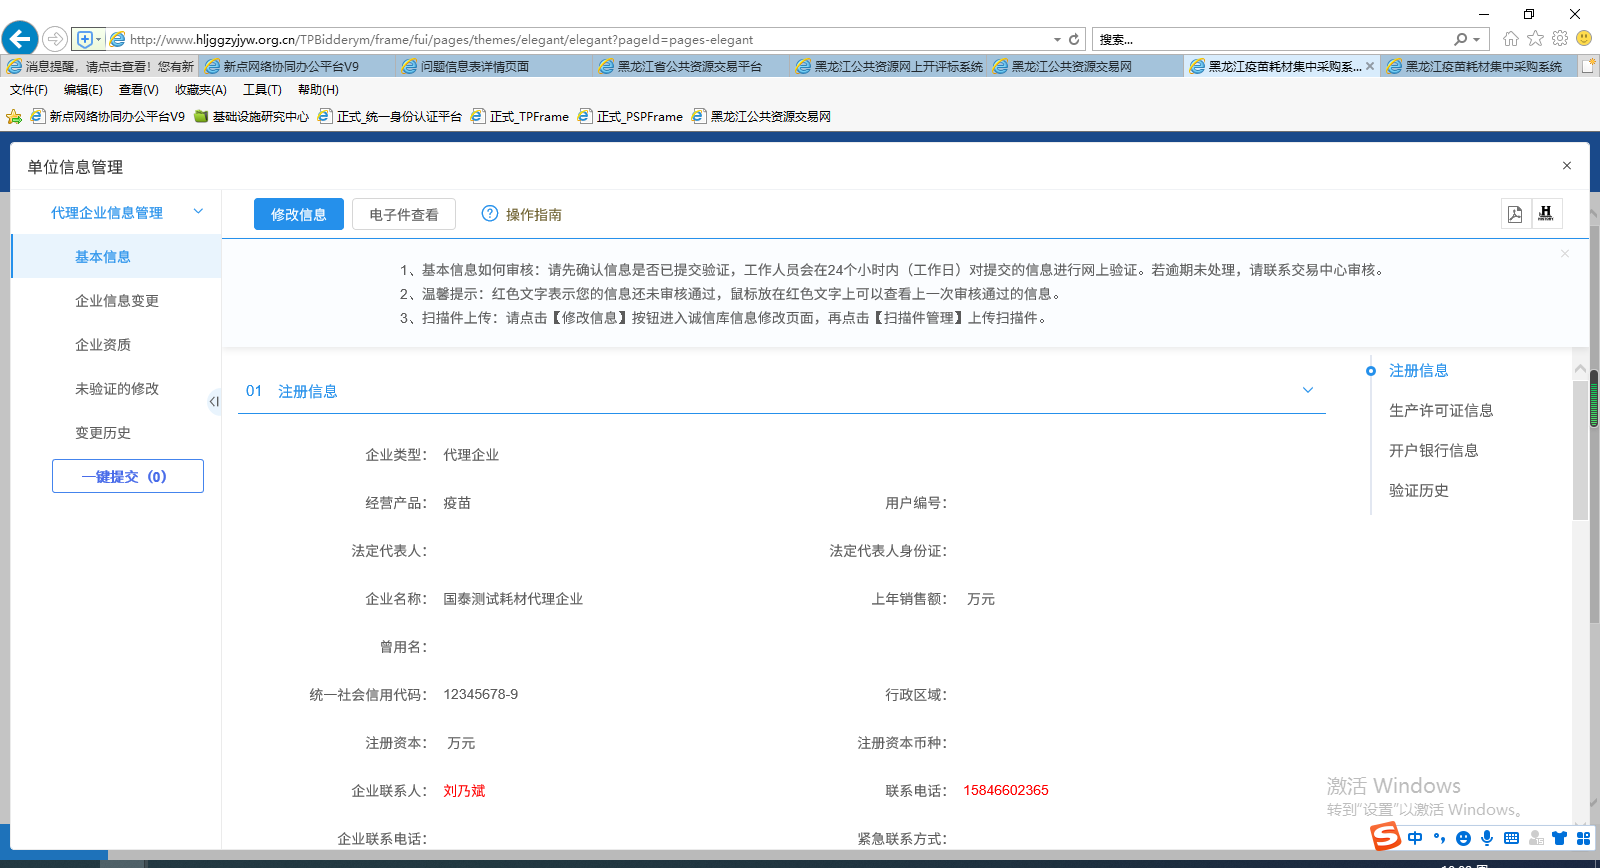 http://www.hljggzyjyw.org.cn/TPBidderym/frame/fui/pages/themes/elegant/elegant?pageId=pages-elegant
搜索...
消息提醒，请点击查看！您有新
新点网络协同办公平台V9
问题信息表详情页面
黑龙江省公共资源交易平台
黑龙江公共资源网上开评标系统
黑龙江公共资源交易网
黑龙江疫苗耗材集中采购系...
黑龙江疫苗耗材集中采购系统
文件(F) 编辑(E) 查看(V) 收藏夹(A) 工具(T) 帮助(H)
新点网络协同办公平台V9 基础设施研究中心 正式_统一身份认证平台 正式_TPFrame 正式_PSPFrame 黑龙江公共资源交易网
单位信息管理
代理企业信息管理
基本信息
企业信息变更
企业资质
未验证的修改
变更历史
一键提交（0）
修改信息 电子件查看 操作指南
H
HISTORY
1、基本信息如何审核：请先确认信息是否已提交验证，工作人员会在24个小时内（工作日）对提交的信息进行网上验证。若逾期未处理，请联系交易中心审核。
2、温馨提示：红色文字表示您的信息还未审核通过，鼠标放在红色文字上可以查看上一次审核通过的信息。
3、扫描件上传：请点击【修改信息】按钮进入诚信库信息修改页面，再点击【扫描件管理】上传扫描件。
01 注册信息
企业类型： 代理企业
经营产品： 疫苗 用户编号：
法定代表人： 法定代表人身份证：
企业名称： 国泰测试耗材代理企业 上年销售额： 万元
曾用名：
统一社会信用代码： 12345678-9 行政区域：
注册资本： 万元 注册资本币种：
企业联系人： 刘乃斌 联系电话： 15846602365
企业联系电话： 紧急联系方式：
注册信息
生产许可证信息
开户银行信息
验证历史
激活 Windows
转到"设置"以激活 Windows。
S 中